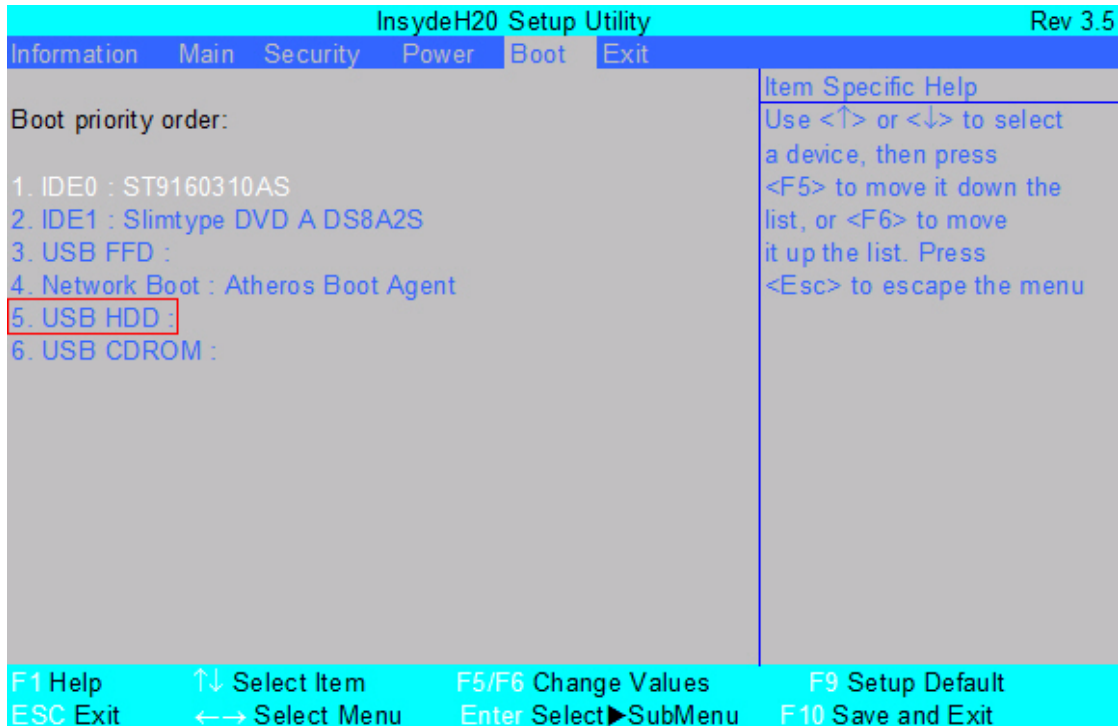 InsydeH20 Setup Utility Rev 3.5
Information Main Security Power Boot Exit
Boot priority order:
1. IDE0 : ST9160310AS
2. IDE1 : Slimtype DVD A DS8A2S
3. USB FFD :
4. Network Boot : Atheros Boot Agent
5. USB HDD :
6. USB CDROM :
Item Specific Help
Use <↑> or <↓> to select
a device, then press
<F5> to move it down the
list, or <F6> to move
it up the list. Press
<Esc> to escape the menu
F1 Help ↑↓ Select Item F5/F6 Change Values F9 Setup Default
ESC Exit ←→ Select Menu Enter Select▶SubMenu F10 Save and Exit